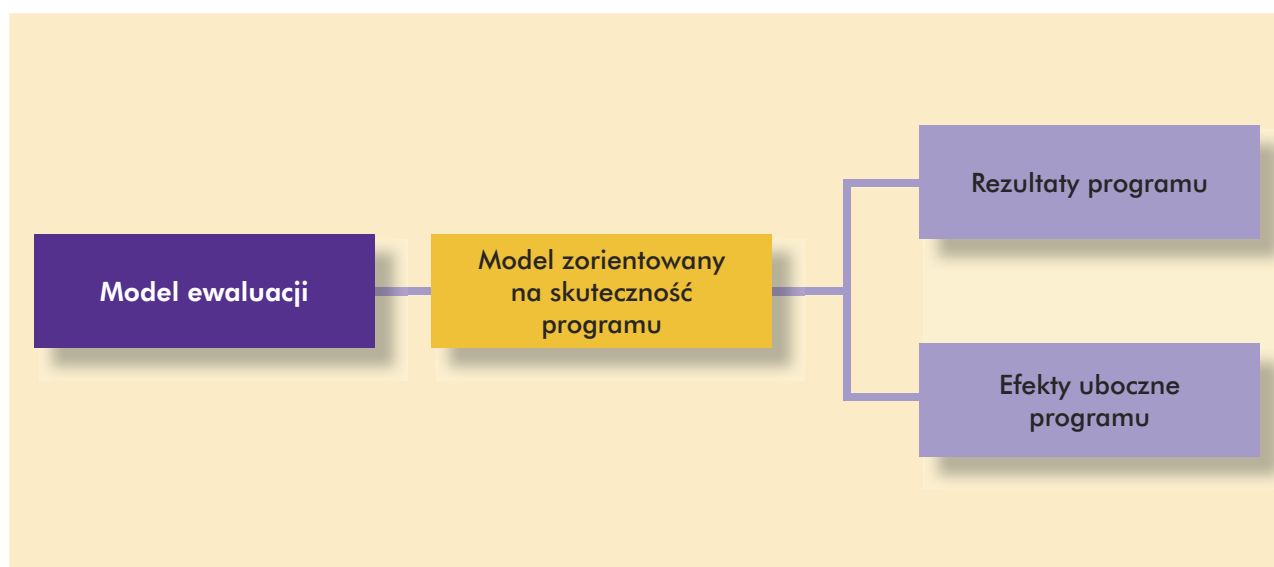 Model ewaluacji
Model zorientowany
na skuteczność
programu
Rezultaty programu
Efekty uboczne
programu